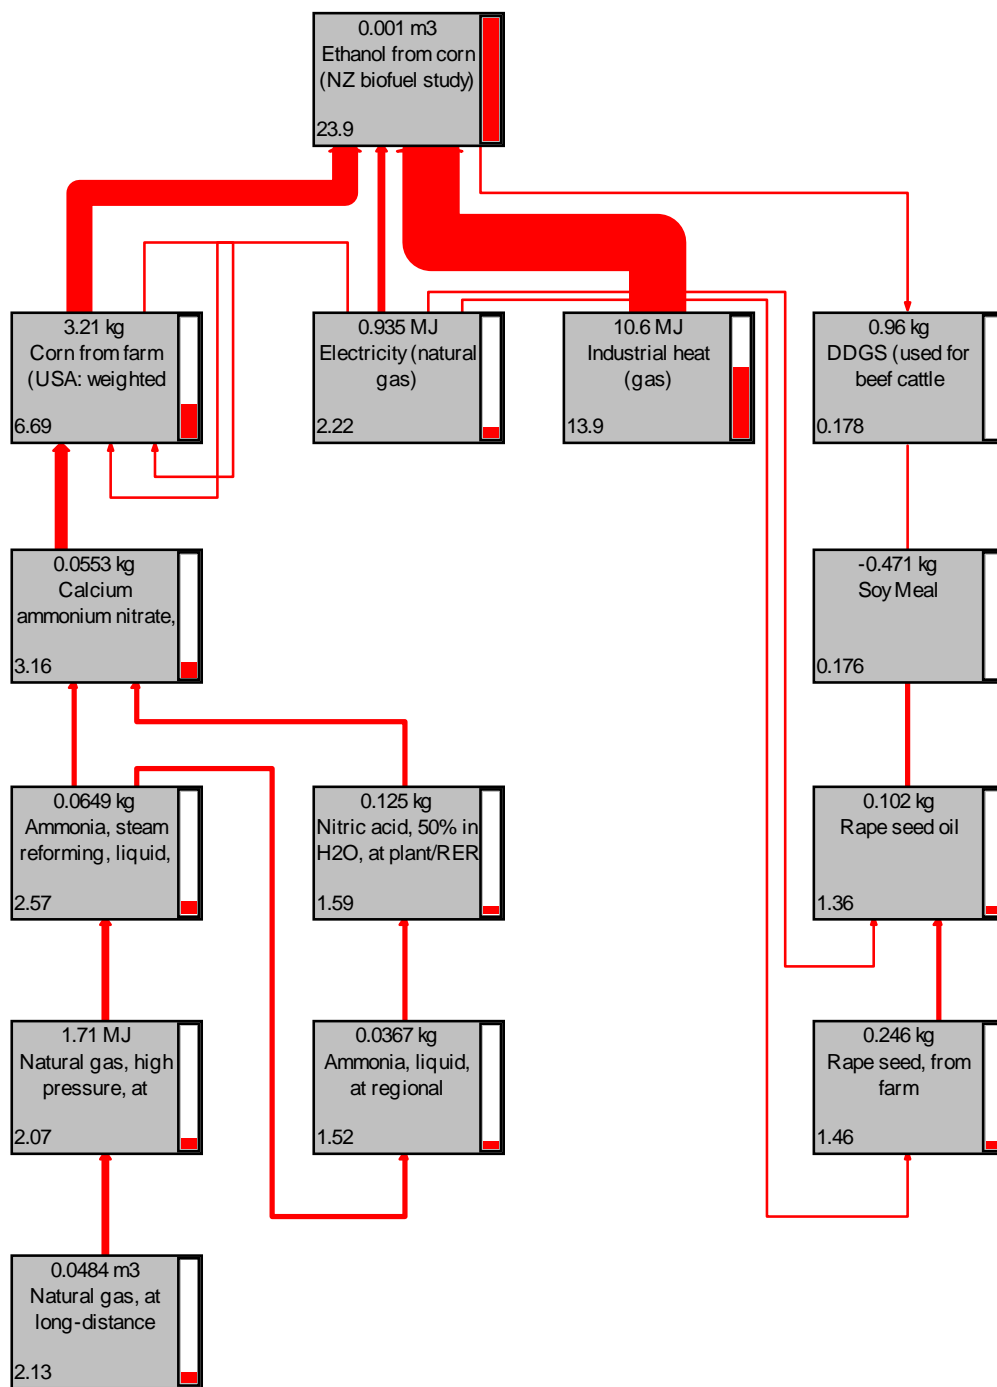 0.001 m3
Ethanol from corn
(NZ biofuel study)
23.9
3.21 kg
Corn from farm
(USA: weighted
6.69
0.935 MJ
Electricity (natural
gas)
2.22
10.6 MJ
Industrial heat
(gas)
13.9
0.96 kg
DDGS (used for
beef cattle
0.178
0.0553 kg
Calcium
ammonium nitrate,
3.16
-0.471 kg
Soy Meal
0.176
0.0649 kg
Ammonia, steam
reforming, liquid,
2.57
0.125 kg
Nitric acid, 50% in
H2O, at plant/RER
1.59
0.102 kg
Rape seed oil
1.36
1.71 MJ
Natural gas, high
pressure, at
2.07
0.0367 kg
Ammonia, liquid,
at regional
1.52
0.246 kg
Rape seed, from
farm
1.46
0.0484 m3
Natural gas, at
long-distance
2.13